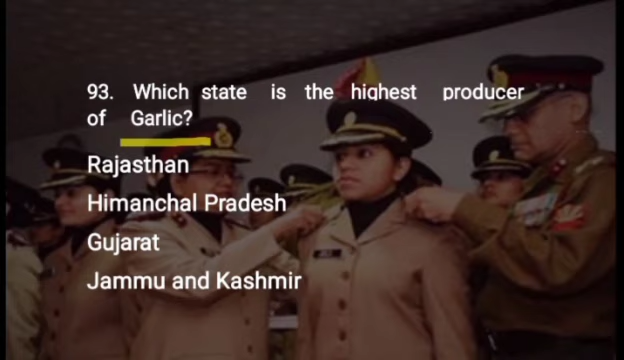 93. Which state is the highest producer
of Garlic?
Rajasthan
Himanchal Pradesh
Gujarat
Jammu and Kashmir